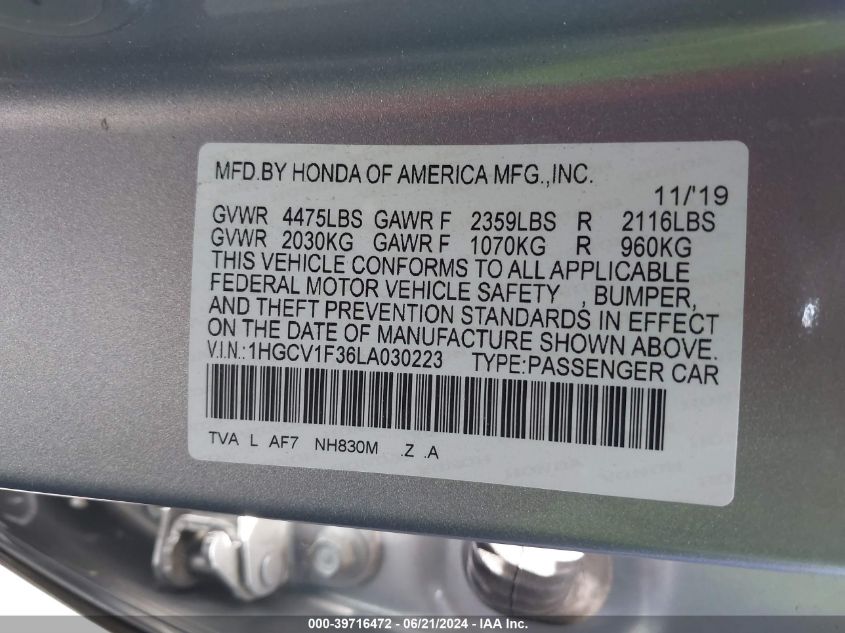 MFD.BY HONDA OF AMERICA MFG.,INC.
11/'19
GVWR 4475LBS GAWR F 2359LBS R 2116LBS
GVWR 2030KG GAWR F 1070KG R 960KG
THIS VEHICLE CONFORMS TO ALL APPLICABLE
FEDERAL MOTOR VEHICLE SAFETY , BUMPER,
AND THEFT PREVENTION STANDARDS IN EFFECT
ON THE DATE OF MANUFACTURE SHOWN ABOVE.
V.I.N.:1HGCV1F36LA030223 TYPE:PASSENGER CAR
TVA L AF7 NH830M .Z .A
000-39716472 - 06/21/2024 - IAA Inc.